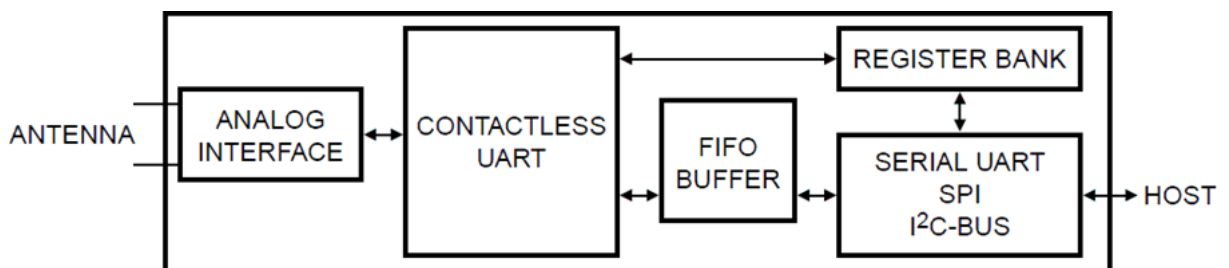 ANTENNA
ANALOG
INTERFACE
CONTACTLESS
UART
FIFO
BUFFER
REGISTER BANK
SERIAL UART
SPI
I²C-BUS
HOST